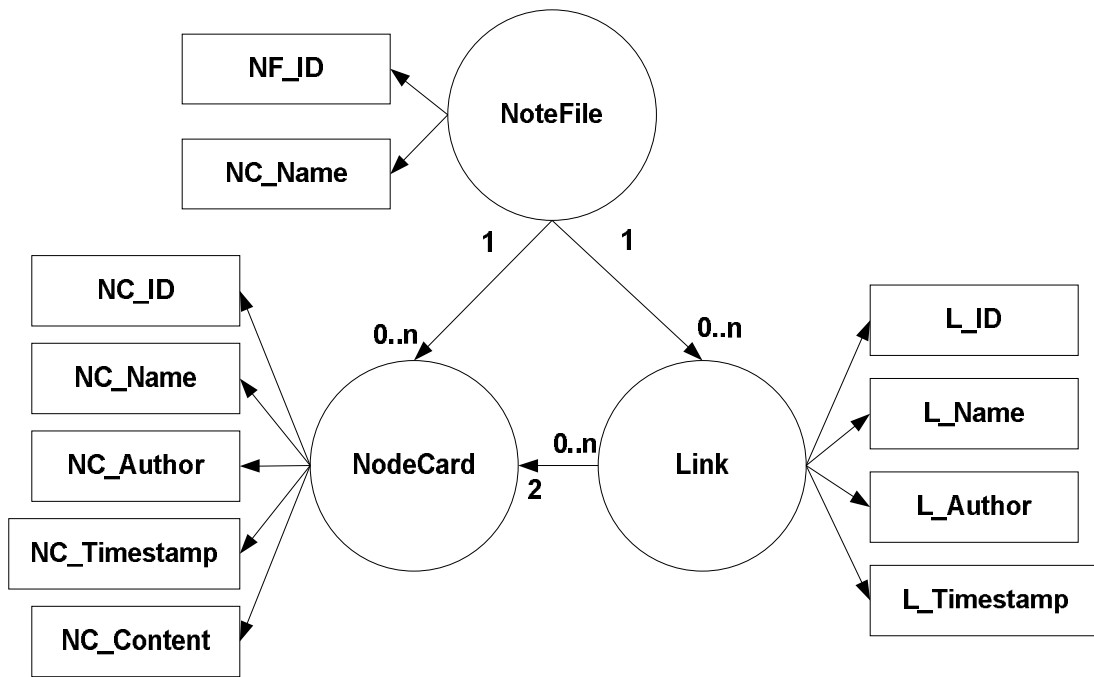 NF_ID
NoteFile
NC_Name
1
1
NC_ID
0..n
0..n
L_ID
NC_Name
L_Name
NC_Author
NodeCard
0..n
2
Link
L_Author
NC_Timestamp
L_Timestamp
NC_Content